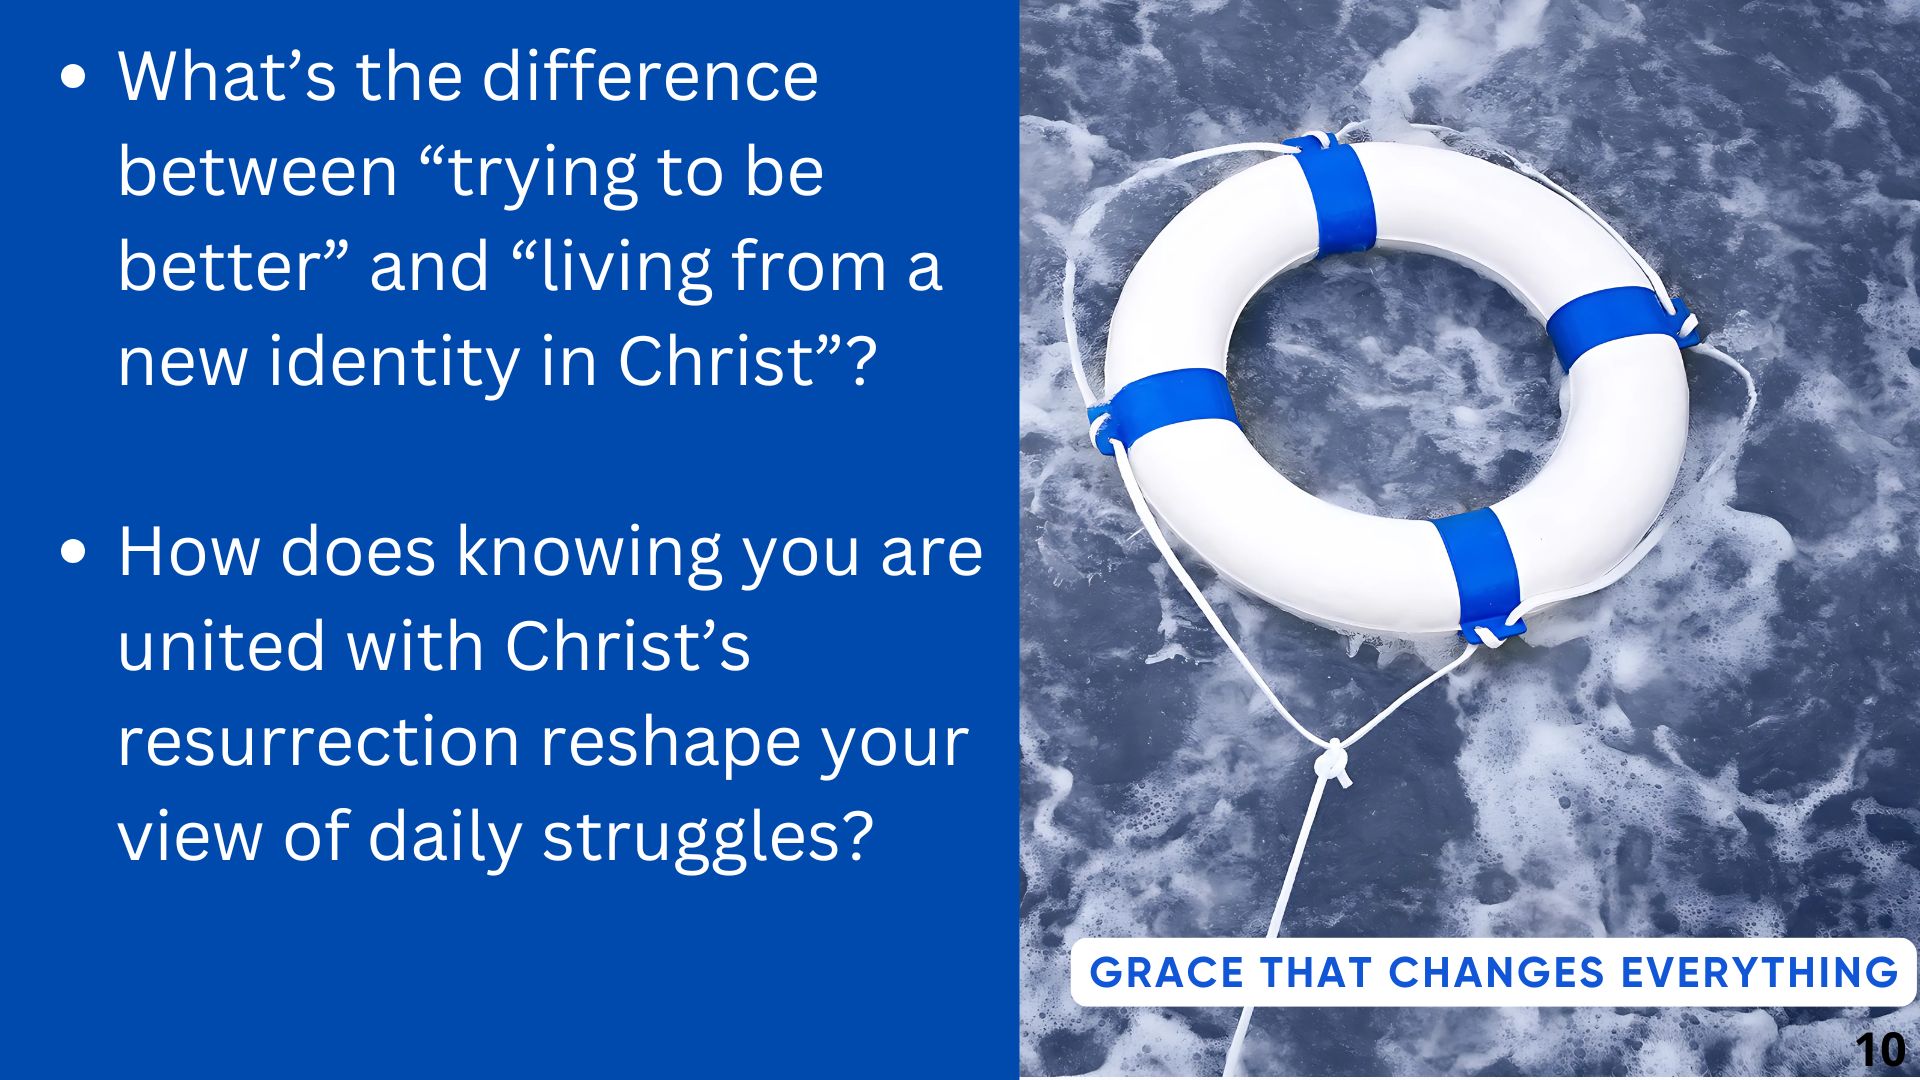 • What’s the difference
between “trying to be
better” and “living from a
new identity in Christ”?
• How does knowing you are
united with Christ’s
resurrection reshape your
view of daily struggles?
GRACE THAT CHANGES EVERYTHING
10